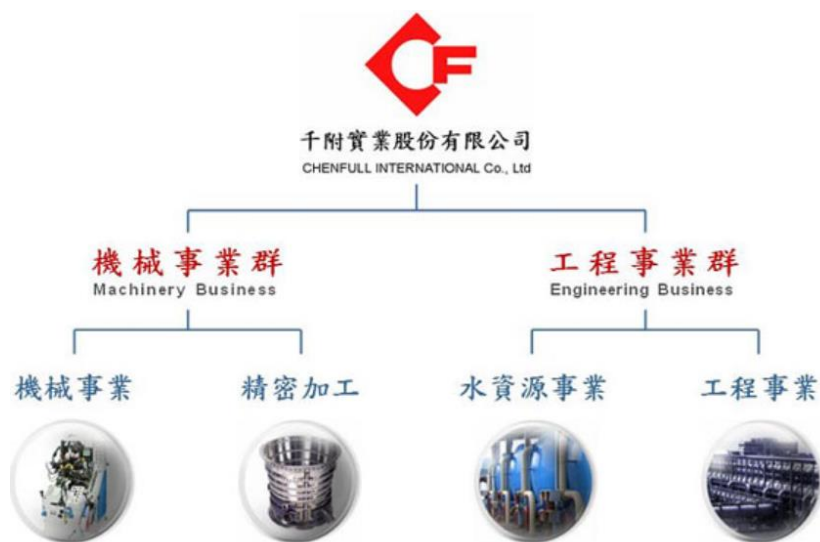 CF
千附實業股份有限公司
CHENFULL INTERNATIONAL Co., Ltd
機械事業群
Machinery Business
工程事業群
Engineering Business
機械事業
精密加工
水資源事業
工程事業